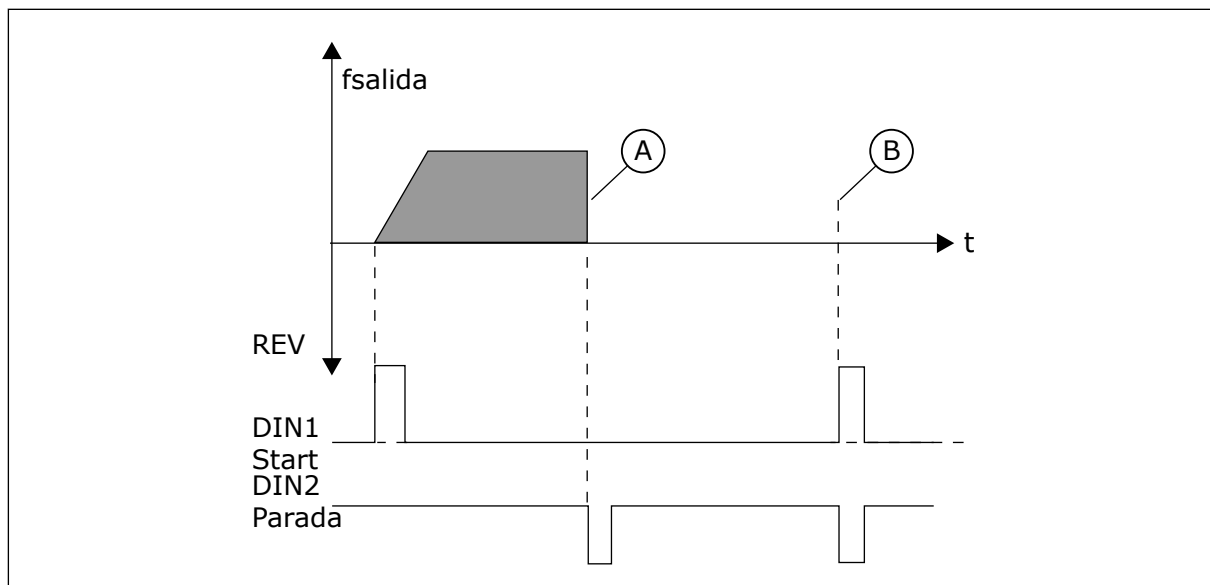 fsalida
A
B
t
REV
DIN1
Start
DIN2
Parada